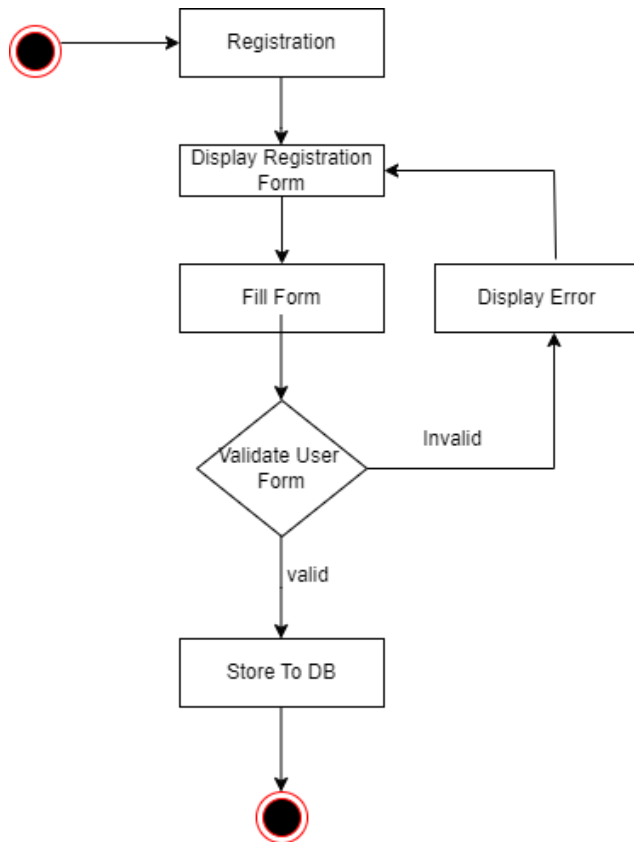 Registration
Display Registration
Form
Fill Form
Display Error
Validate User
Form
Invalid
valid
Store To DB